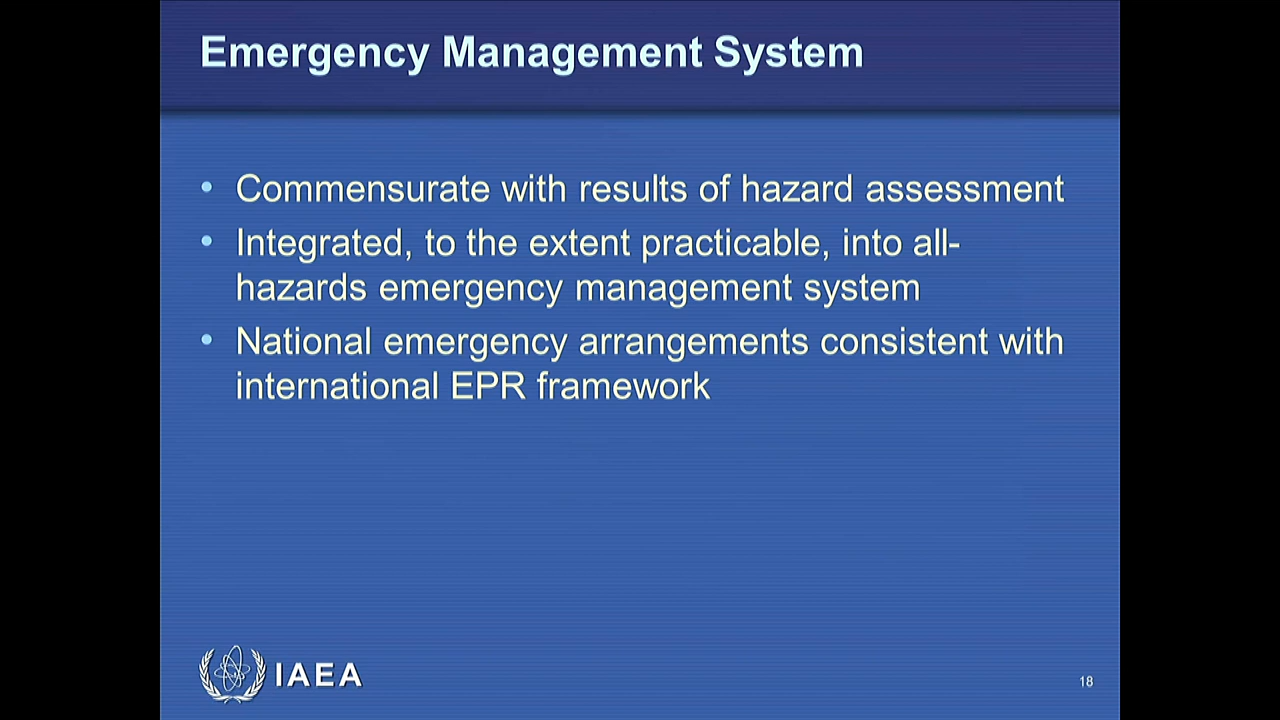 Emergency Management System
• Commensurate with results of hazard assessment
• Integrated, to the extent practicable, into all-
hazards emergency management system
• National emergency arrangements consistent with
international EPR framework
IAEA
18